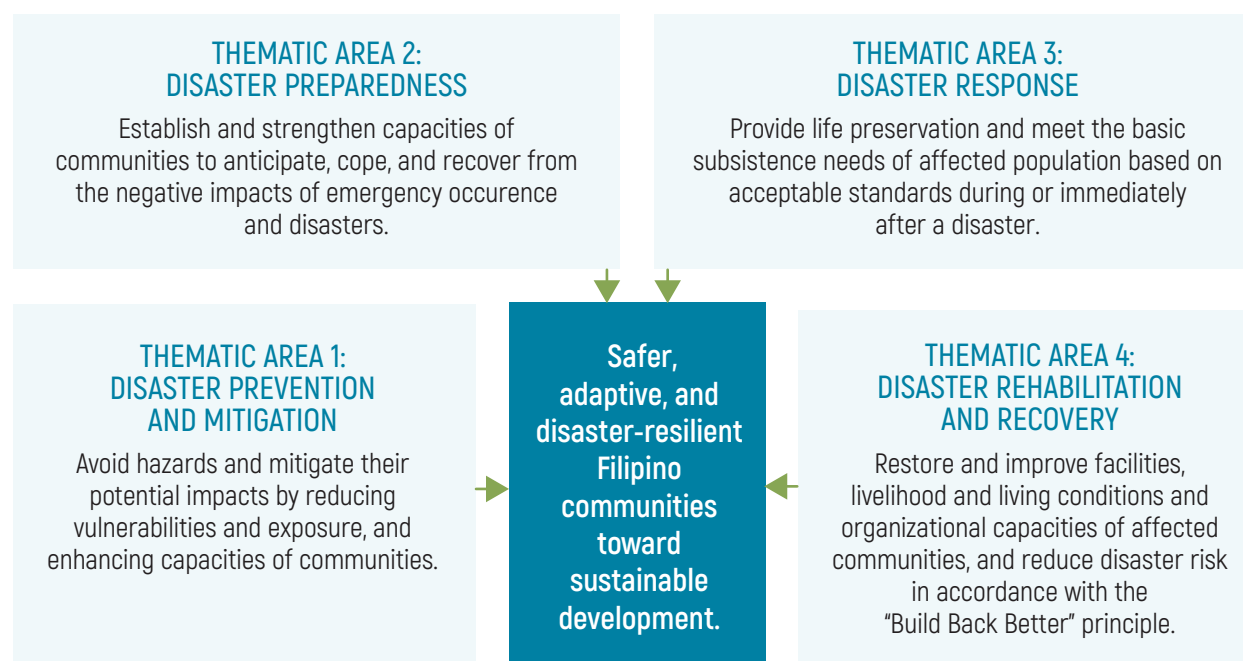 THEMATIC AREA 2:
DISASTER PREPAREDNESS
Establish and strengthen capacities of
communities to anticipate, cope, and recover from
the negative impacts of emergency occurence
and disasters.
THEMATIC AREA 3:
DISASTER RESPONSE
Provide life preservation and meet the basic
subsistence needs of affected population based on
acceptable standards during or immediately
after a disaster.
THEMATIC AREA 1:
DISASTER PREVENTION
AND MITIGATION
Avoid hazards and mitigate their
potential impacts by reducing
vulnerabilities and exposure, and
enhancing capacities of communities.
Safer,
adaptive, and
disaster-resilient
Filipino
communities
toward
sustainable
development.
THEMATIC AREA 4:
DISASTER REHABILITATION
AND RECOVERY
Restore and improve facilities,
livelihood and living conditions and
organizational capacities of affected
communities, and reduce disaster risk
in accordance with the
“Build Back Better” principle.